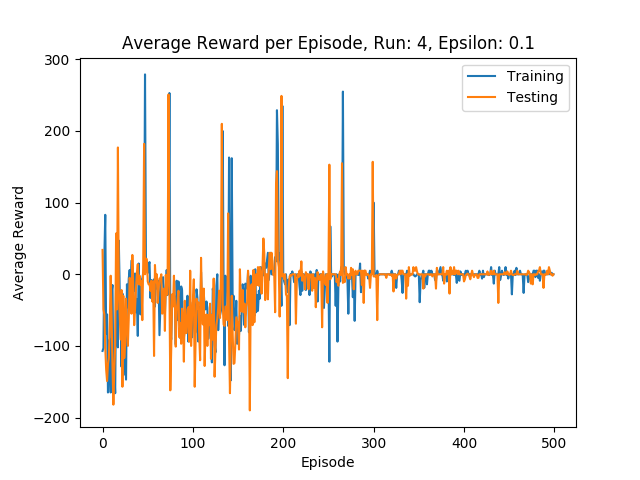 Average Reward per Episode, Run: 4, Epsilon: 0.1
Training
Testing
Average Reward
300
200
100
0
−100
−200
0 100 200 300 400 500
Episode